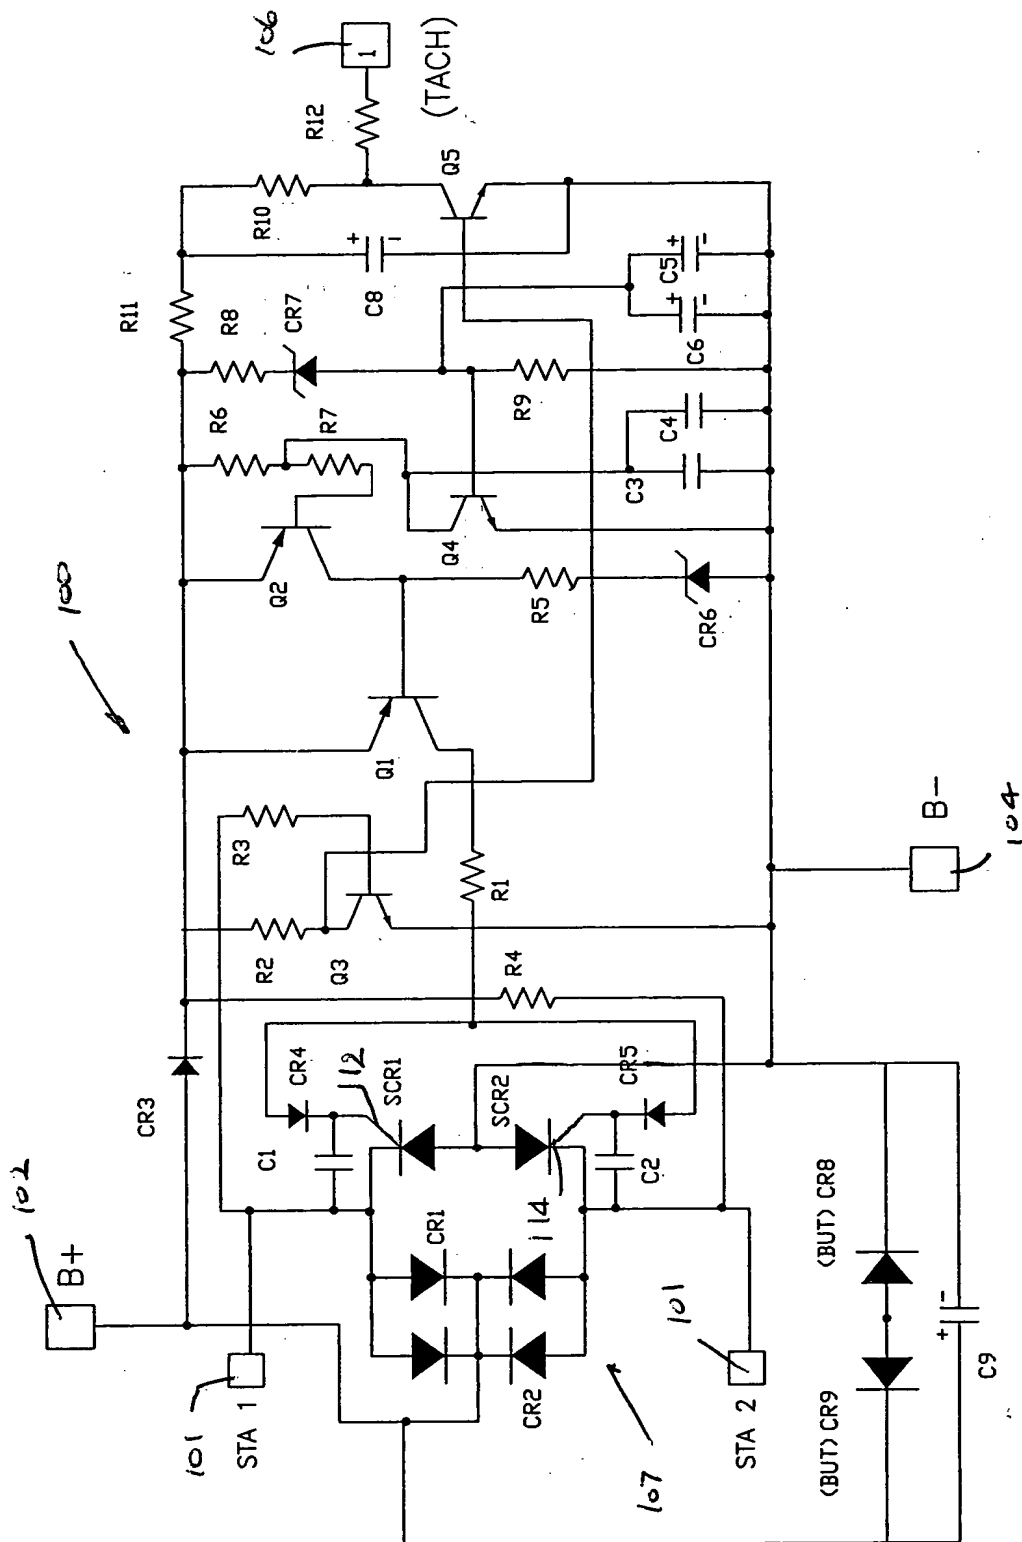 106
1
(TACH)
R12
R10
Q5
R11
C8
+
-
R8
CR7
C5
+
-
C6
+
-
R6
R7
R9
C4
C3
Q4
100
Q2
R5
CR6
Q1
R3
R2
Q3
R1
R4
B-
104
CR3
CR4
112
SCR1
C1
SCR2
CR5
C2
114
102
B+
CR1
CR2
101
STA 1
101
STA 2
107
(BUT) CR8
(BUT) CR9
+
-
C9